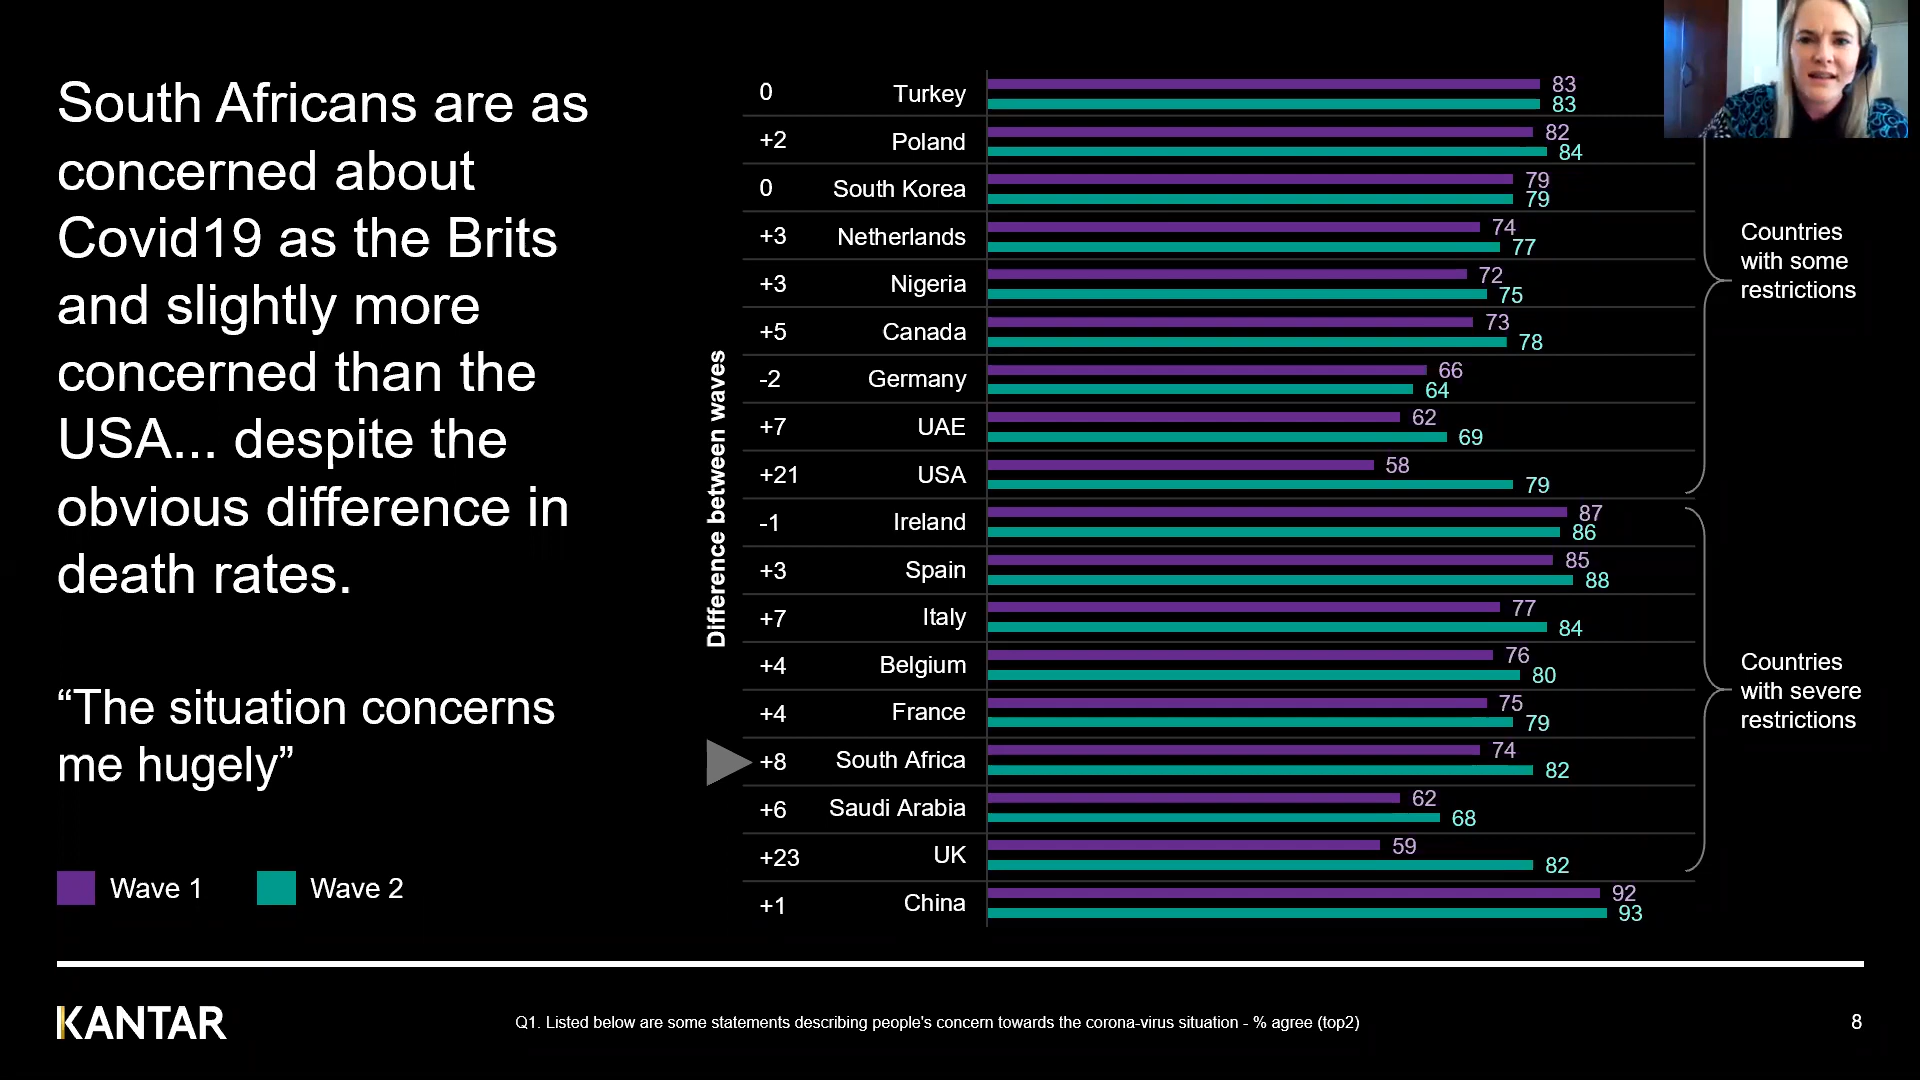 South Africans are as
concerned about
Covid19 as the Brits
and slightly more
concerned than the
USA... despite the
obvious difference in
death rates.
“The situation concerns
me hugely”
Wave 1
Wave 2
Difference between waves
0 Turkey 83
83
+2 Poland 82
84
0 South Korea 79
79
+3 Netherlands 74
77
+3 Nigeria 72
75
+5 Canada 73
78
-2 Germany 66
64
+7 UAE 62
69
+21 USA 58
79
-1 Ireland 87
86
+3 Spain 85
88
+7 Italy 77
84
+4 Belgium 76
80
+4 France 75
79
+8 South Africa 74
82
+6 Saudi Arabia 62
68
+23 UK 59
82
+1 China 92
93
Countries
with some
restrictions
Countries
with severe
restrictions
KANTAR
Q1. Listed below are some statements describing people's concern towards the corona-virus situation - % agree (top2)
8